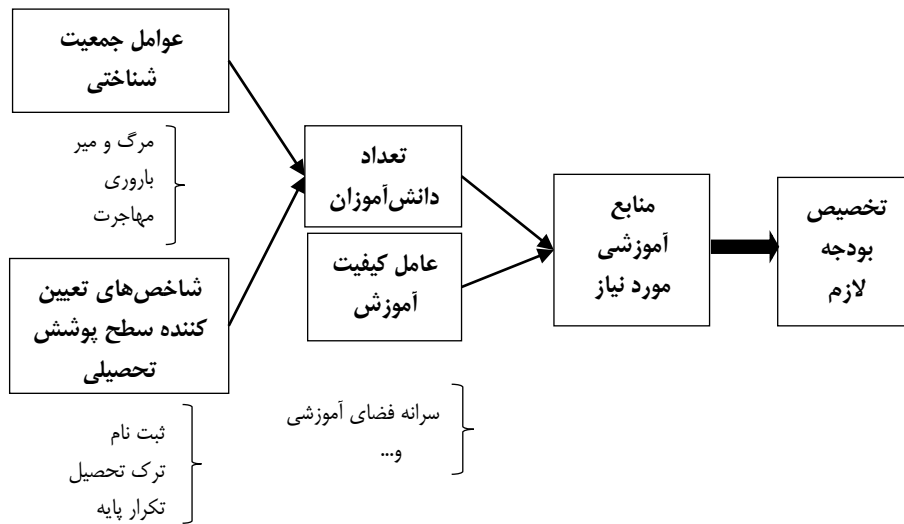 عوامل جمعیت
شناختی
مرگ و میر
باروری
مهاجرت
شاخص‌های تعیین
کننده سطح پوشش
تحصیلی
ثبت نام
ترک تحصیل
تکرار پایه
تعداد
دانش‌آموزان
عامل کیفیت
آموزش
سرانه فضای آموزشی
و...
منابع
آموزشی
مورد نیاز
تخصیص
بودجه
لازم